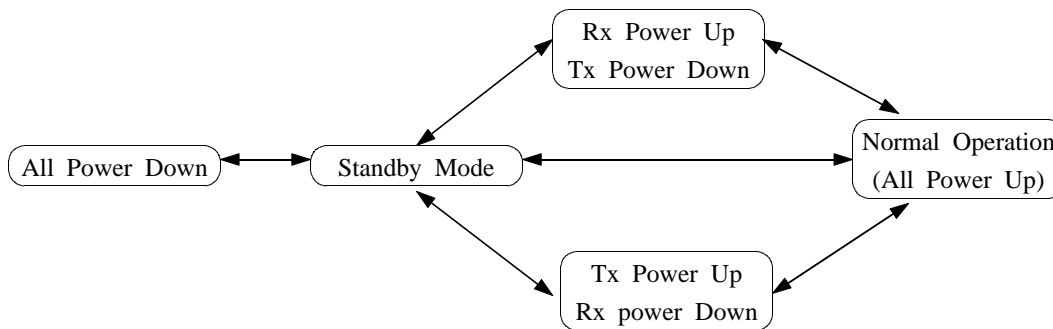 Rx Power Up
Tx Power Down
All Power Down
Standby Mode
Normal Operation
(All Power Up)
Tx Power Up
Rx power Down